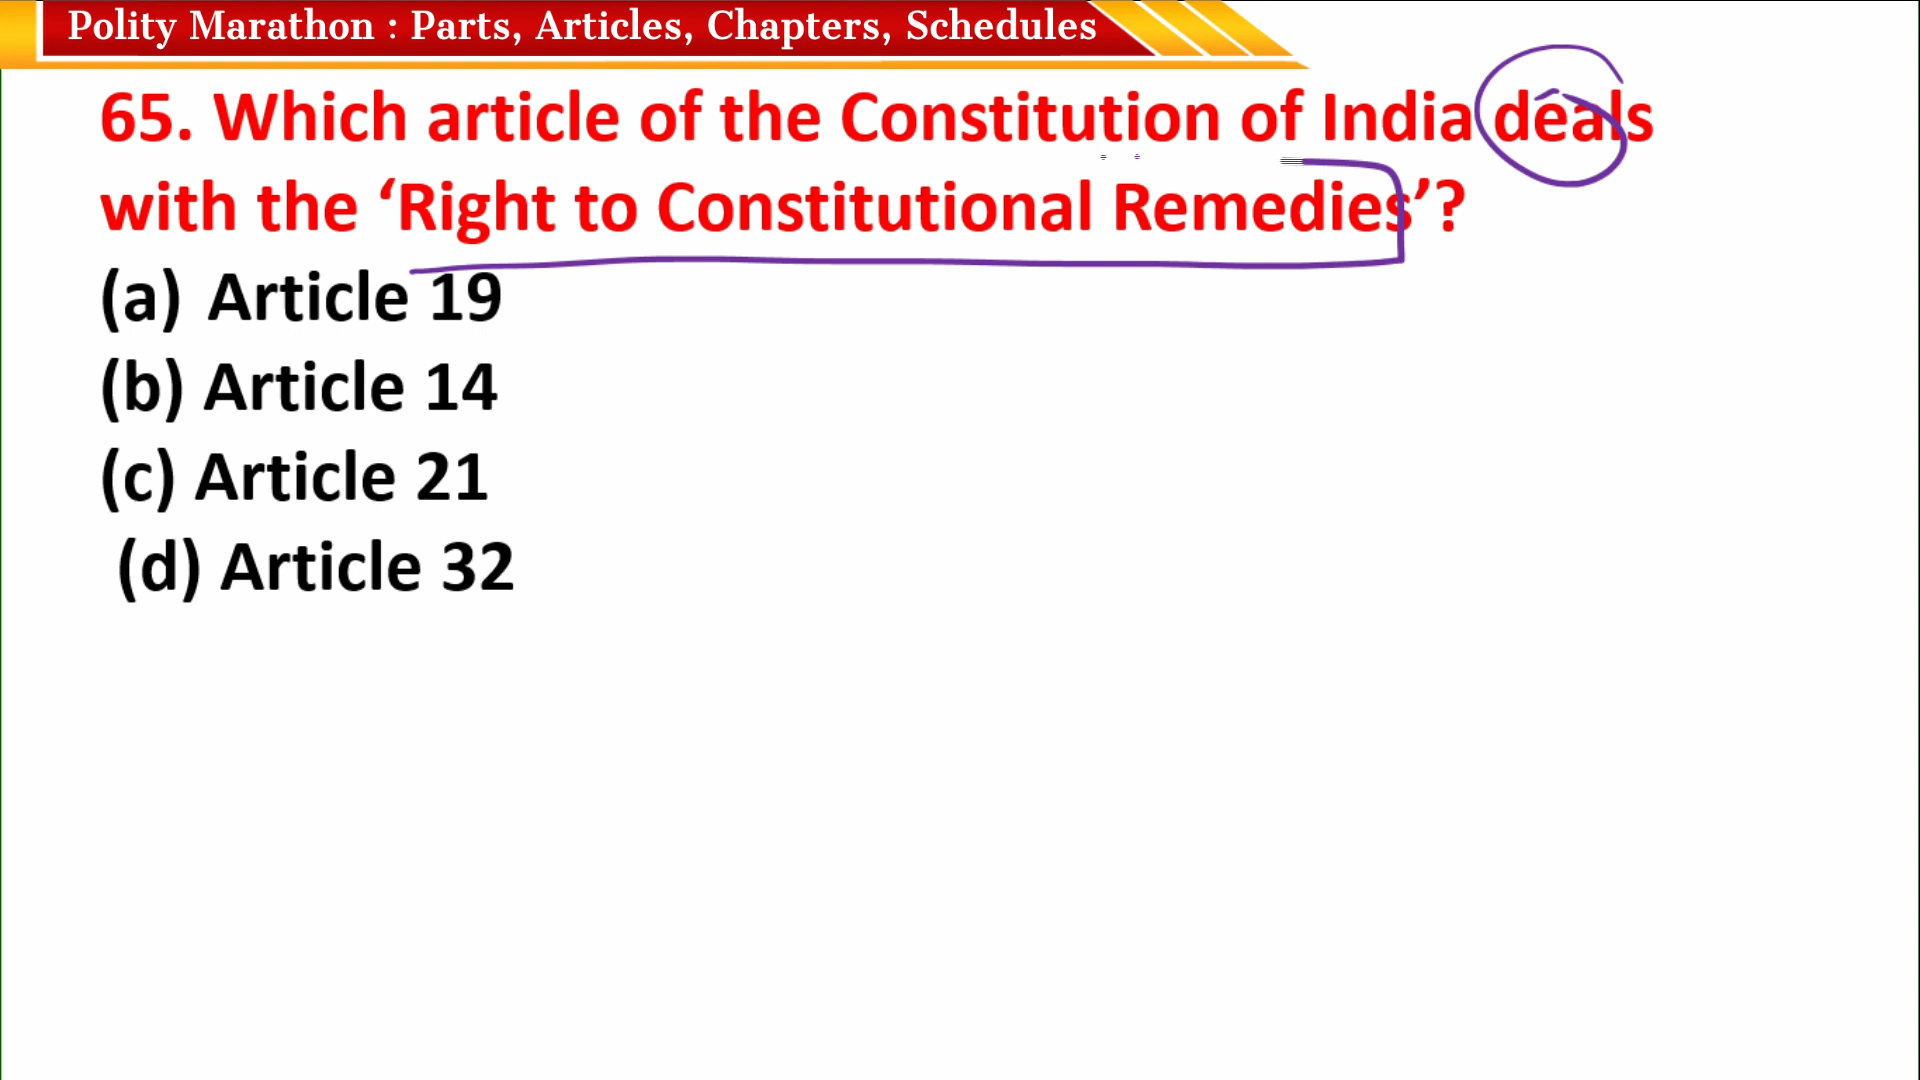 Polity Marathon : Parts, Articles, Chapters, Schedules
65. Which article of the Constitution of India deals
with the ‘Right to Constitutional Remedies’?
(a) Article 19
(b) Article 14
(c) Article 21
(d) Article 32